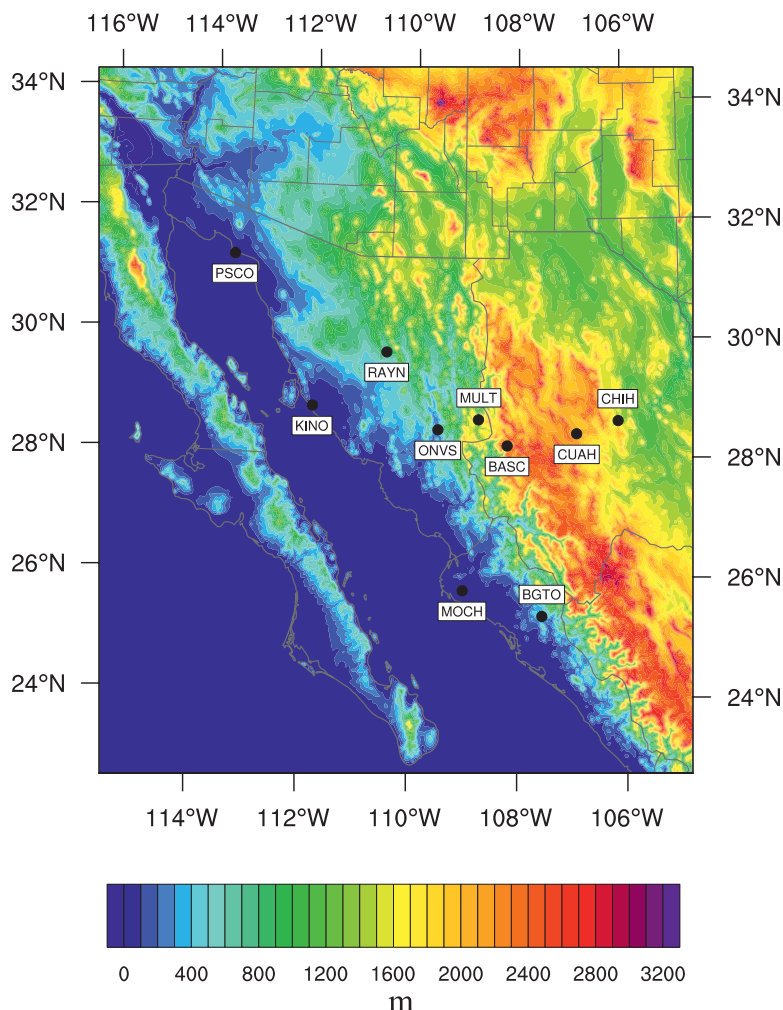 116°W 114°W 112°W 110°W 108°W 106°W
34°N 34°N
32°N 32°N
PSCO
30°N 30°N
RAYN
MULT CHIH
KINO
28°N ONVS BASC CUAH 28°N
26°N 26°N
MOCH BGTO
24°N 24°N
114°W 112°W 110°W 108°W 106°W
0 400 800 1200 1600 2000 2400 2800 3200
m